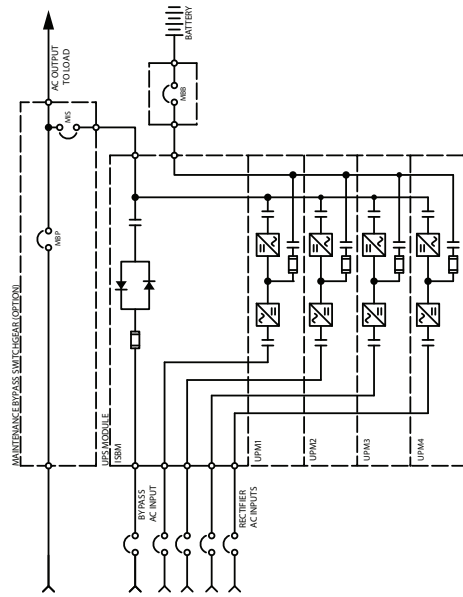 AC OUTPUT
TO LOAD
BATTERY
MIS
MBB
MBP
MAINTENANCE BYPASS SWITCHGEAR (OPTION)
UPS MODULE
ISBM
UPM1
UPM2
UPM3
UPM4
BYPASS
AC INPUT
RECTIFIER
AC INPUTS